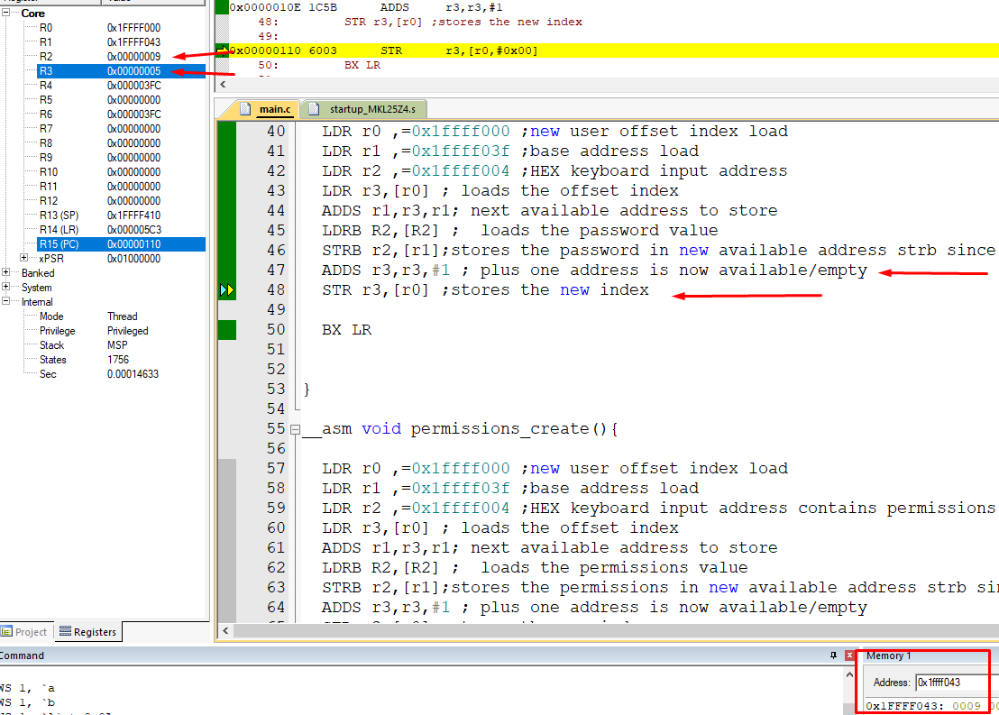 Core
R0 0x1FFFF000
R1 0x1FFFF043
R2 0x00000009
R3 0x00000005
R4 0x000003FC
R5 0x00000000
R6 0x000003FC
R7 0x00000000
R8 0x00000000
R9 0x00000000
R10 0x00000000
R11 0x00000000
R12 0x00000000
R13 (SP) 0x1FFFF410
R14 (LR) 0x000005C3
R15 (PC) 0x00000110
xPSR 0x01000000
Banked
System
Internal
Mode Thread
Privilege Privileged
Stack MSP
States 1756
Sec 0.00014633
Project Registers
0x0000010E 1C5B ADDS r3,r3,#1
48: STR r3,[r0] ;stores the new index
49:
0x00000110 6003 STR r3,[r0,#0x00]
50: BX LR
main.c startup_MKL25Z4.s
40 LDR r0 ,=0x1ffff000 ;new user offset index load
41 LDR r1 ,=0x1ffff03f ;base address load
42 LDR r2 ,=0x1ffff004 ;HEX keyboard input address
43 LDR r3,[r0] ; loads the offset index
44 ADDS r1,r3,r1; next available address to store
45 LDRB R2,[R2] ; loads the password value
46 STRB r2,[r1];stores the password in new available address strb since
47 ADDS r3,r3,#1 ; plus one address is now available/empty
48 STR r3,[r0] ;stores the new index
49
50 BX LR
51
52
53 }
54
55 __asm void permissions_create(){
56
57 LDR r0 ,=0x1ffff000 ;new user offset index load
58 LDR r1 ,=0x1ffff03f ;base address load
59 LDR r2 ,=0x1ffff004 ;HEX keyboard input address contains permissions
60 LDR r3,[r0] ; loads the offset index
61 ADDS r1,r3,r1; next available address to store
62 LDRB R2,[R2] ; loads the permissions value
63 STRB r2,[r1];stores the permissions in new available address strb sin
64 ADDS r3,r3,#1 ; plus one address is now available/empty
Command
WS 1, `a
WS 1, `b
Memory 1
Address: 0x1ffff043
0x1FFFF043: 0009 00